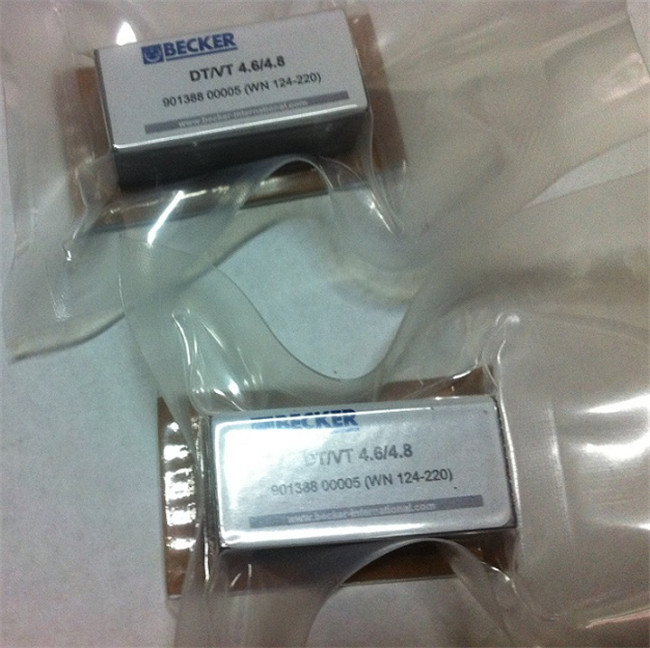 BECKER
DT/VT 4.6/4.8
901388 00005 (WN 124-220)
www.becker-international.com
BECKER
DT/VT 4.6/4.8
901388 00005 (WN 124-220)
www.becker-international.com